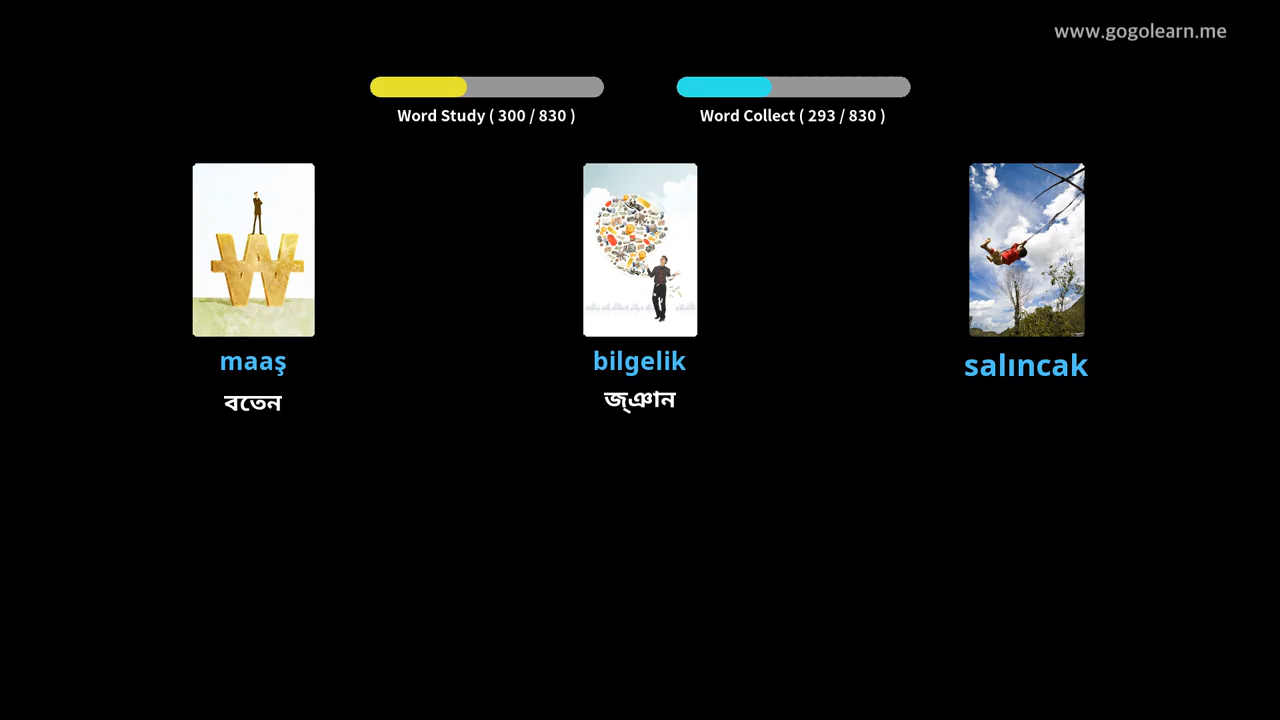 www.gogolearn.me
Word Study ( 300 / 830 )
Word Collect ( 293 / 830 )
maaş
বেতন
bilgelik
জ্ঞান
salıncak